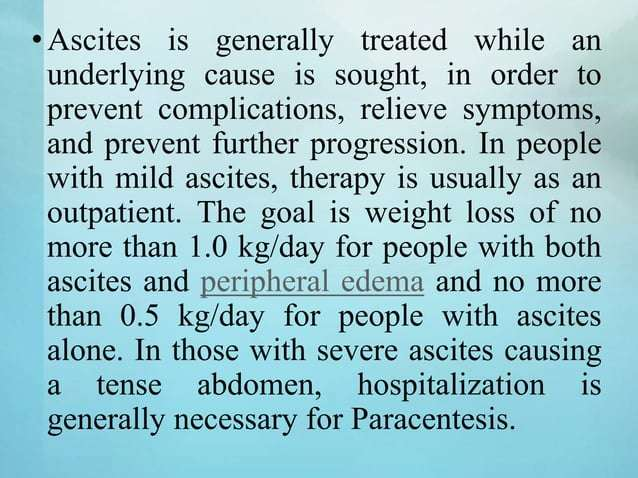 •Ascites is generally treated while an
underlying cause is sought, in order to
prevent complications, relieve symptoms,
and prevent further progression. In people
with mild ascites, therapy is usually as an
outpatient. The goal is weight loss of no
more than 1.0 kg/day for people with both
ascites and peripheral edema and no more
than 0.5 kg/day for people with ascites
alone. In those with severe ascites causing
a tense abdomen, hospitalization is
generally necessary for Paracentesis.